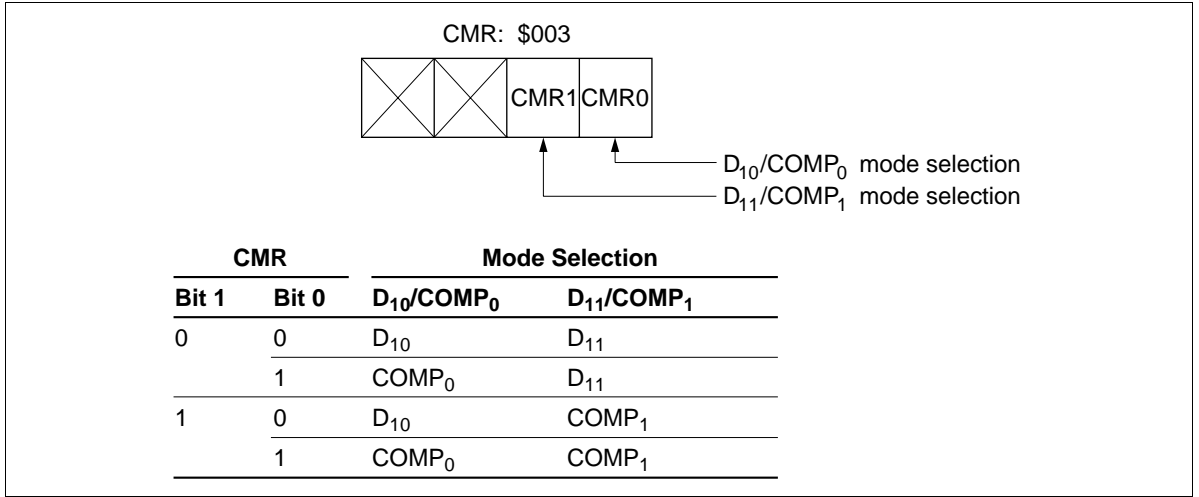 CMR: $003
CMR1 CMR0
D10/COMP0 mode selection
D11/COMP1 mode selection
CMR Mode Selection
Bit 1 Bit 0 D10/COMP0 D11/COMP1
0 0 D10 D11
1 COMP0 D11
1 0 D10 COMP1
1 COMP0 COMP1